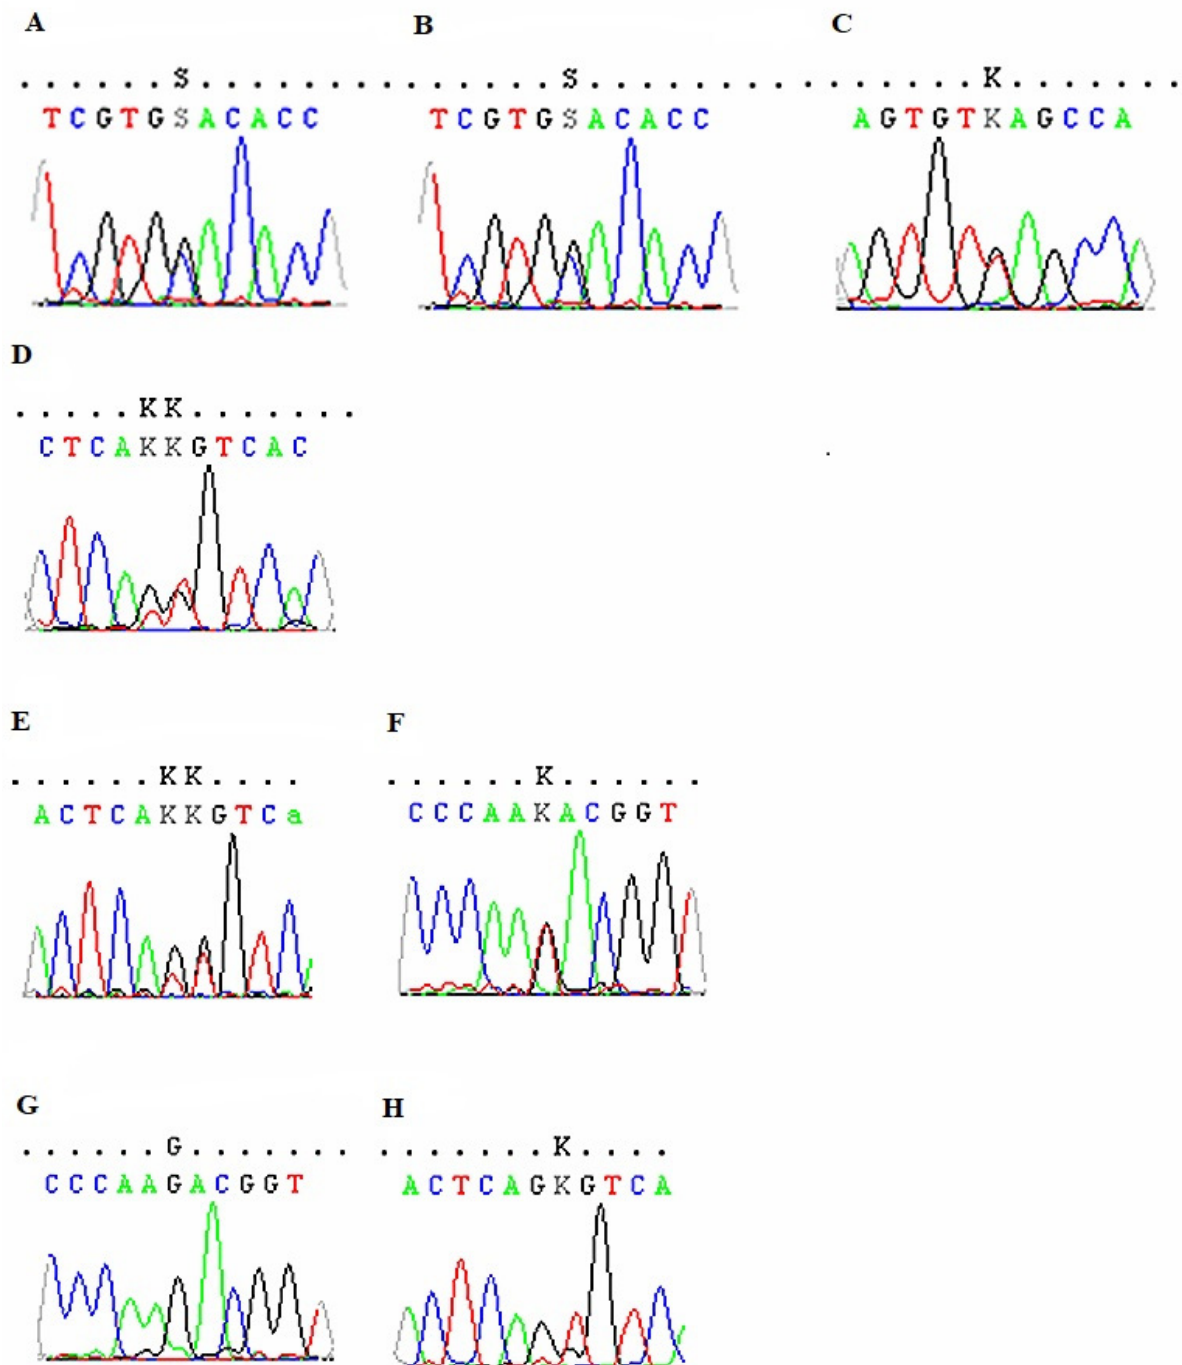 A B C
. . . . . . S . . . . . . . . . . . . . . S . . . . . . . . . . . . . . . K . . . . . . .
TCGTGSACACC TCGTGSACACC AGTGTKAGCCA
D
. . . . . KK . . . . . . .
CTCAKKGTCAC
E F
. . . . . . KK . . . . . . . . . . K . . . . . .
ACTCAKKGTCa CCCAAKACGGT
G H
. . . . . . G . . . . . . . . . . . . . . K . . . .
CCCAAGACGGT ACTCAGKGTCA